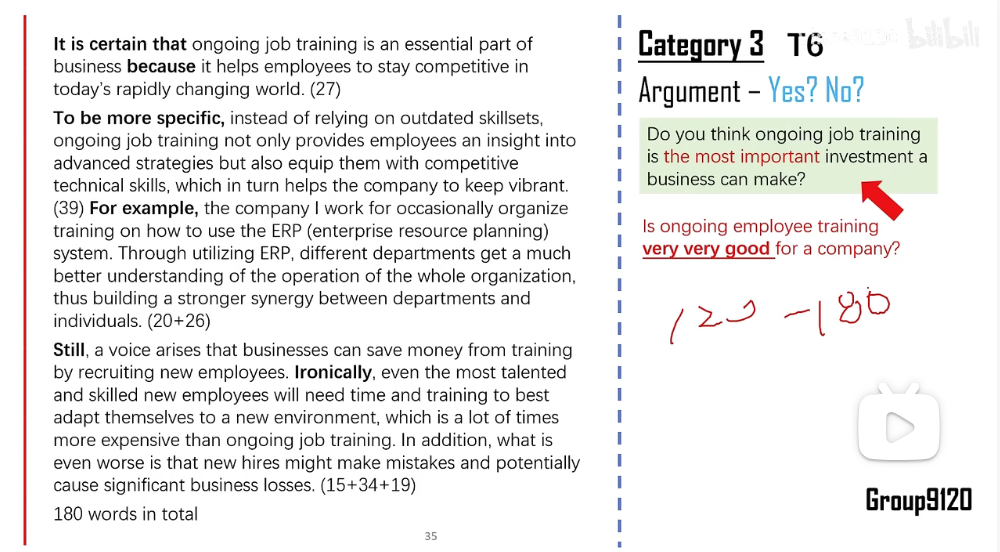 It is certain that ongoing job training is an essential part of
business because it helps employees to stay competitive in
today's rapidly changing world. (27)
To be more specific, instead of relying on outdated skillsets,
ongoing job training not only provides employees an insight into
advanced strategies but also equip them with competitive
technical skills, which in turn helps the company to keep vibrant.
(39) For example, the company I work for occasionally organize
training on how to use the ERP (enterprise resource planning)
system. Through utilizing ERP, different departments get a much
better understanding of the operation of the whole organization,
thus building a stronger synergy between departments and
individuals. (20+26)
Still, a voice arises that businesses can save money from training
by recruiting new employees. Ironically, even the most talented
and skilled new employees will need time and training to best
adapt themselves to a new environment, which is a lot of times
more expensive than ongoing job training. In addition, what is
even worse is that new hires might make mistakes and potentially
cause significant business losses. (15+34+19)
180 words in total
35
Category 3 T6
bilibili
Argument – Yes? No?
Do you think ongoing job training
is the most important investment a
business can make?
Is ongoing employee training
very very good for a company?
120 -180
Group9120